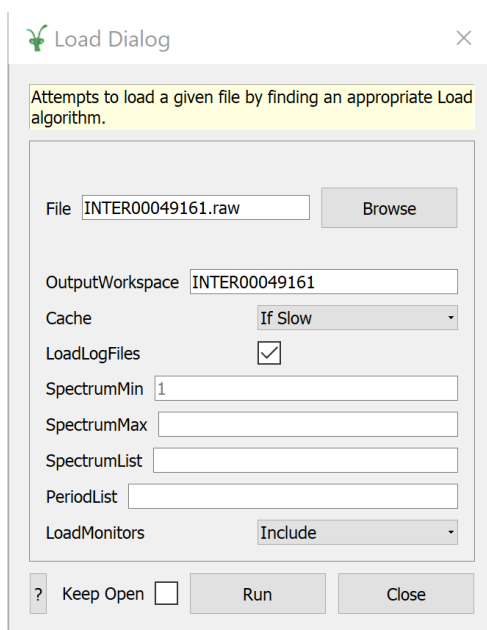 Load Dialog
Attempts to load a given file by finding an appropriate Load
algorithm.
File INTER00049161.raw Browse
OutputWorkspace INTER00049161
Cache If Slow
LoadLogFiles
SpectrumMin 1
SpectrumMax
SpectrumList
PeriodList
LoadMonitors Include
? Keep Open Run Close